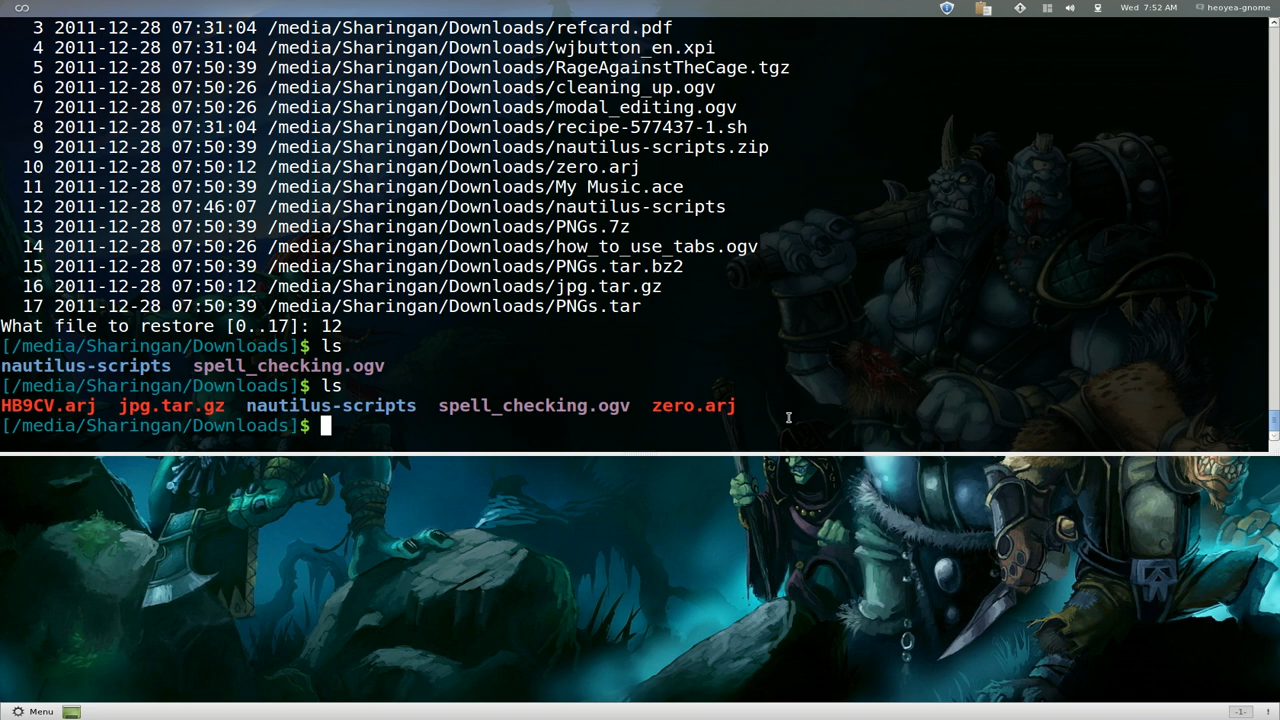 Wed 7:52 AM heoyea-gnome
3 2011-12-28 07:31:04 /media/Sharingan/Downloads/refcard.pdf
4 2011-12-28 07:31:04 /media/Sharingan/Downloads/wjbutton_en.xpi
5 2011-12-28 07:50:39 /media/Sharingan/Downloads/RageAgainstTheCage.tgz
6 2011-12-28 07:50:26 /media/Sharingan/Downloads/cleaning_up.ogv
7 2011-12-28 07:50:26 /media/Sharingan/Downloads/modal_editing.ogv
8 2011-12-28 07:31:04 /media/Sharingan/Downloads/recipe-577437-1.sh
9 2011-12-28 07:50:39 /media/Sharingan/Downloads/nautilus-scripts.zip
10 2011-12-28 07:50:12 /media/Sharingan/Downloads/zero.arj
11 2011-12-28 07:50:39 /media/Sharingan/Downloads/My Music.ace
12 2011-12-28 07:46:07 /media/Sharingan/Downloads/nautilus-scripts
13 2011-12-28 07:50:39 /media/Sharingan/Downloads/PNGs.7z
14 2011-12-28 07:50:26 /media/Sharingan/Downloads/how_to_use_tabs.ogv
15 2011-12-28 07:50:39 /media/Sharingan/Downloads/PNGs.tar.bz2
16 2011-12-28 07:50:12 /media/Sharingan/Downloads/jpg.tar.gz
17 2011-12-28 07:50:39 /media/Sharingan/Downloads/PNGs.tar
What file to restore [0..17]: 12
[/media/Sharingan/Downloads]$ ls
nautilus-scripts spell_checking.ogv
[/media/Sharingan/Downloads]$ ls
HB9CV.arj jpg.tar.gz nautilus-scripts spell_checking.ogv zero.arj
[/media/Sharingan/Downloads]$
Menu -1- !